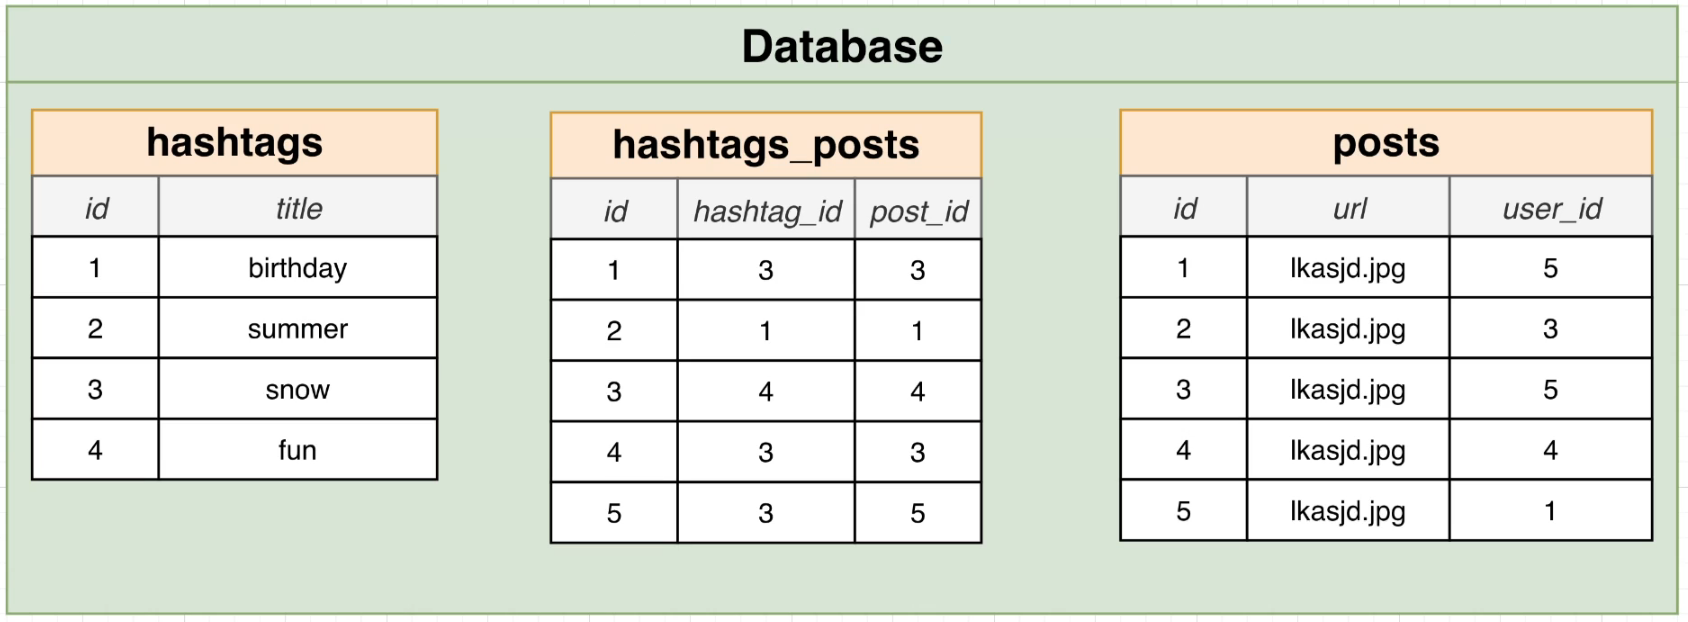 Database
hashtags
id title
1 birthday
2 summer
3 snow
4 fun
hashtags_posts
id hashtag_id post_id
1 3 3
2 1 1
3 4 4
4 3 3
5 3 5
posts
id url user_id
1 lkasjd.jpg 5
2 lkasjd.jpg 3
3 lkasjd.jpg 5
4 lkasjd.jpg 4
5 lkasjd.jpg 1